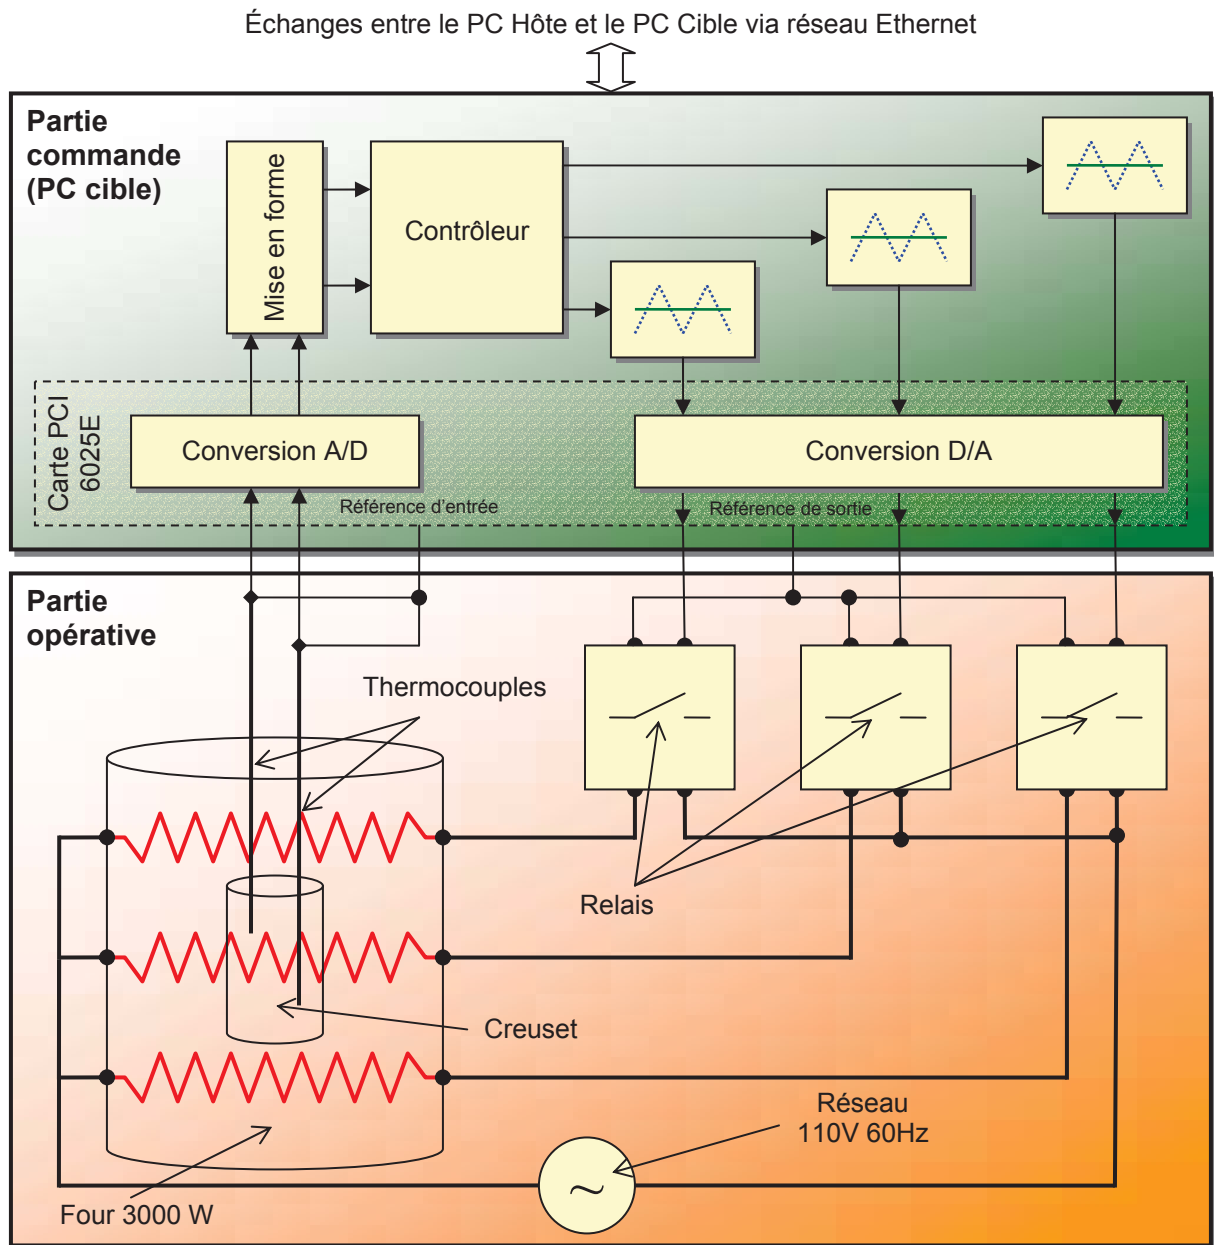 Échanges entre le PC Hôte et le PC Cible via réseau Ethernet
Partie
commande
(PC cible)
Mise en forme
Contrôleur
Carte PCI
6025E
Conversion A/D
Conversion D/A
Référence d'entrée
Référence de sortie
Partie
opérative
Thermocouples
Relais
Creuset
Réseau
110V 60Hz
~
Four 3000 W